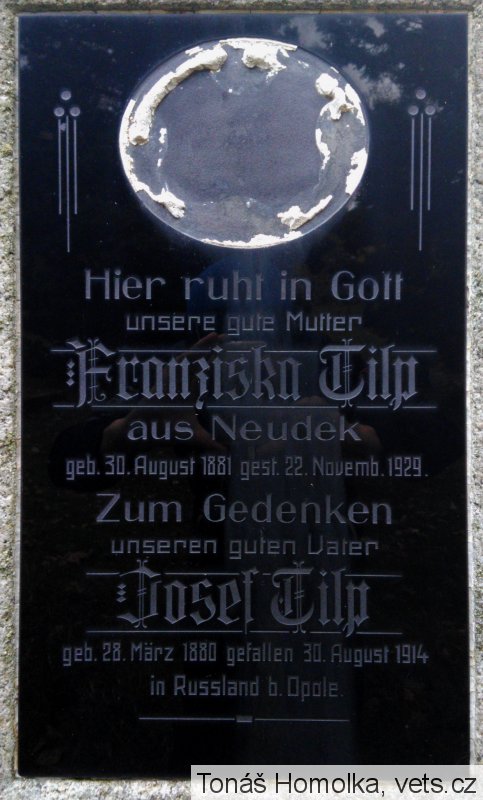 Hier ruht in Gott
unsere gute Mutter
Franziska Tilp
aus Neudek
geb. 30. August 1881 gest. 22. Novemb. 1929.
Zum Gedenken
unseren guten Vater
Josef Tilp
geb. 28. März 1880 gefallen 30. August 1914
in Russland b. Opole.
Tonáš Homolka, vets.cz